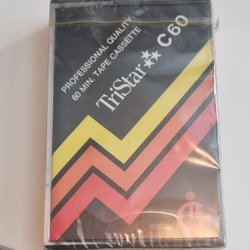 PROFESSIONAL QUALITY
60 MIN. TAPE CASSETTE
TriStar C60